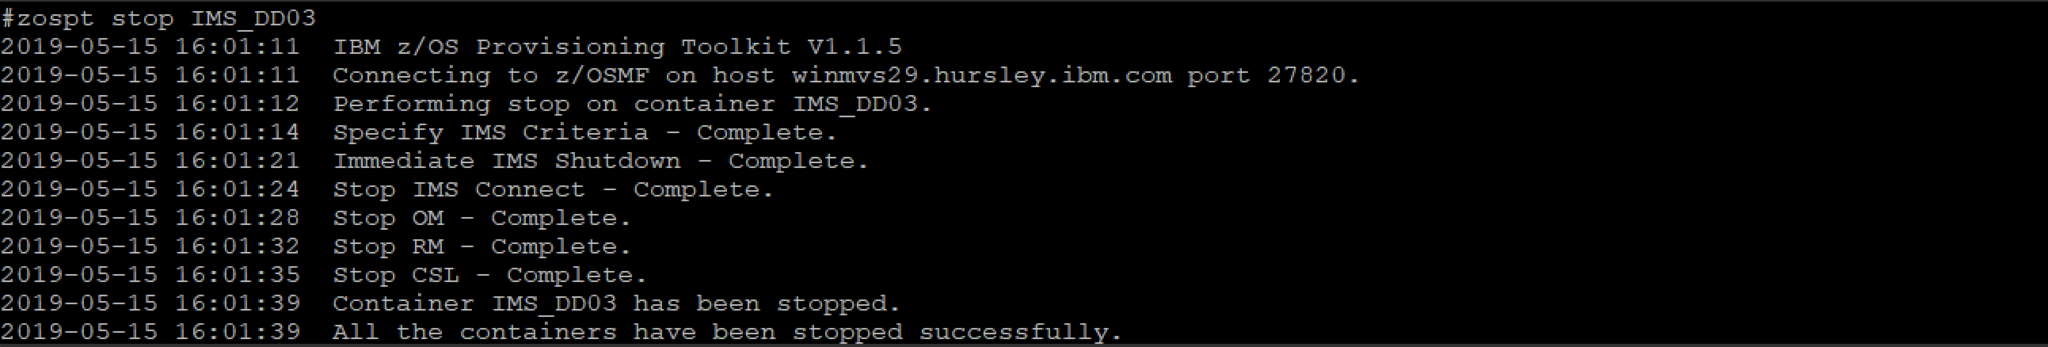 #zospt stop IMS_DD03
2019-05-15 16:01:11  IBM z/OS Provisioning Toolkit V1.1.5
2019-05-15 16:01:11  Connecting to z/OSMF on host winmvs29.hursley.ibm.com port 27820.
2019-05-15 16:01:12  Performing stop on container IMS_DD03.
2019-05-15 16:01:14  Specify IMS Criteria - Complete.
2019-05-15 16:01:21  Immediate IMS Shutdown - Complete.
2019-05-15 16:01:24  Stop IMS Connect - Complete.
2019-05-15 16:01:28  Stop OM - Complete.
2019-05-15 16:01:32  Stop RM - Complete.
2019-05-15 16:01:35  Stop CSL - Complete.
2019-05-15 16:01:39  Container IMS_DD03 has been stopped.
2019-05-15 16:01:39  All the containers have been stopped successfully.